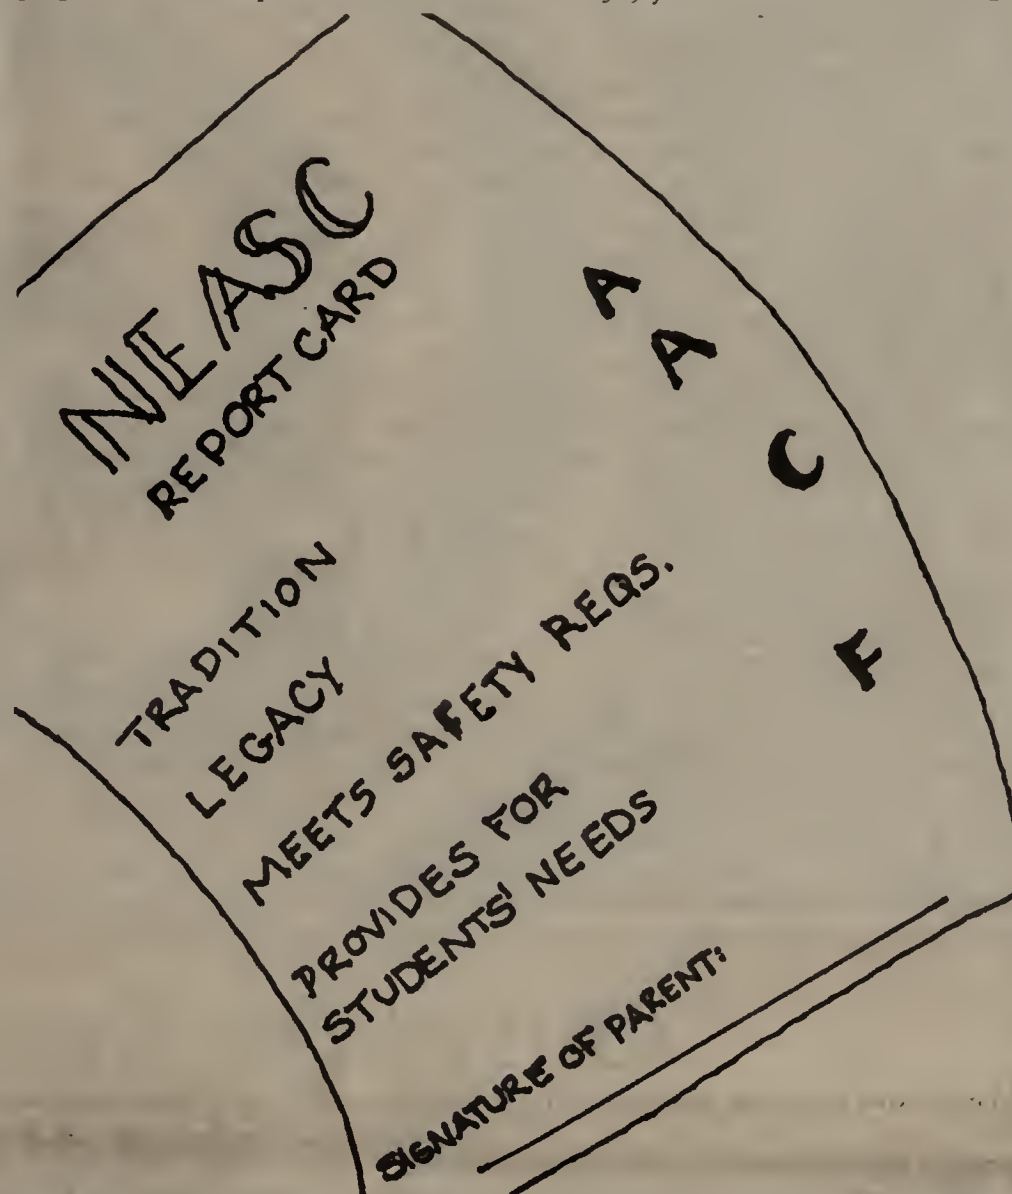 NEASC
REPORT CARD
TRADITION A
LEGACY A
MEETS SAFETY REQS. C
PROVIDES FOR
STUDENTS' NEEDS F
SIGNATURE OF PARENT: